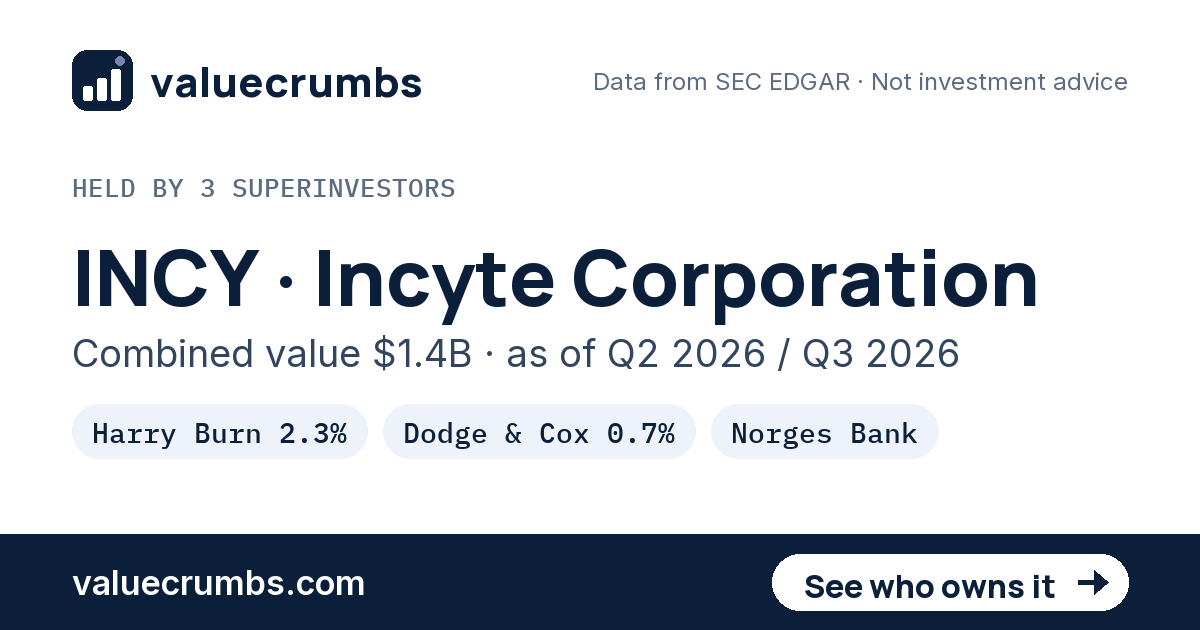 valuecrumbs
Data from SEC EDGAR · Not investment advice
HELD BY 3 SUPERINVESTORS
INCY · Incyte Corporation
Combined value $1.4B · as of Q2 2026 / Q3 2026
Harry Burn 2.3%
Dodge & Cox 0.7%
Norges Bank
valuecrumbs.com
See who owns it →